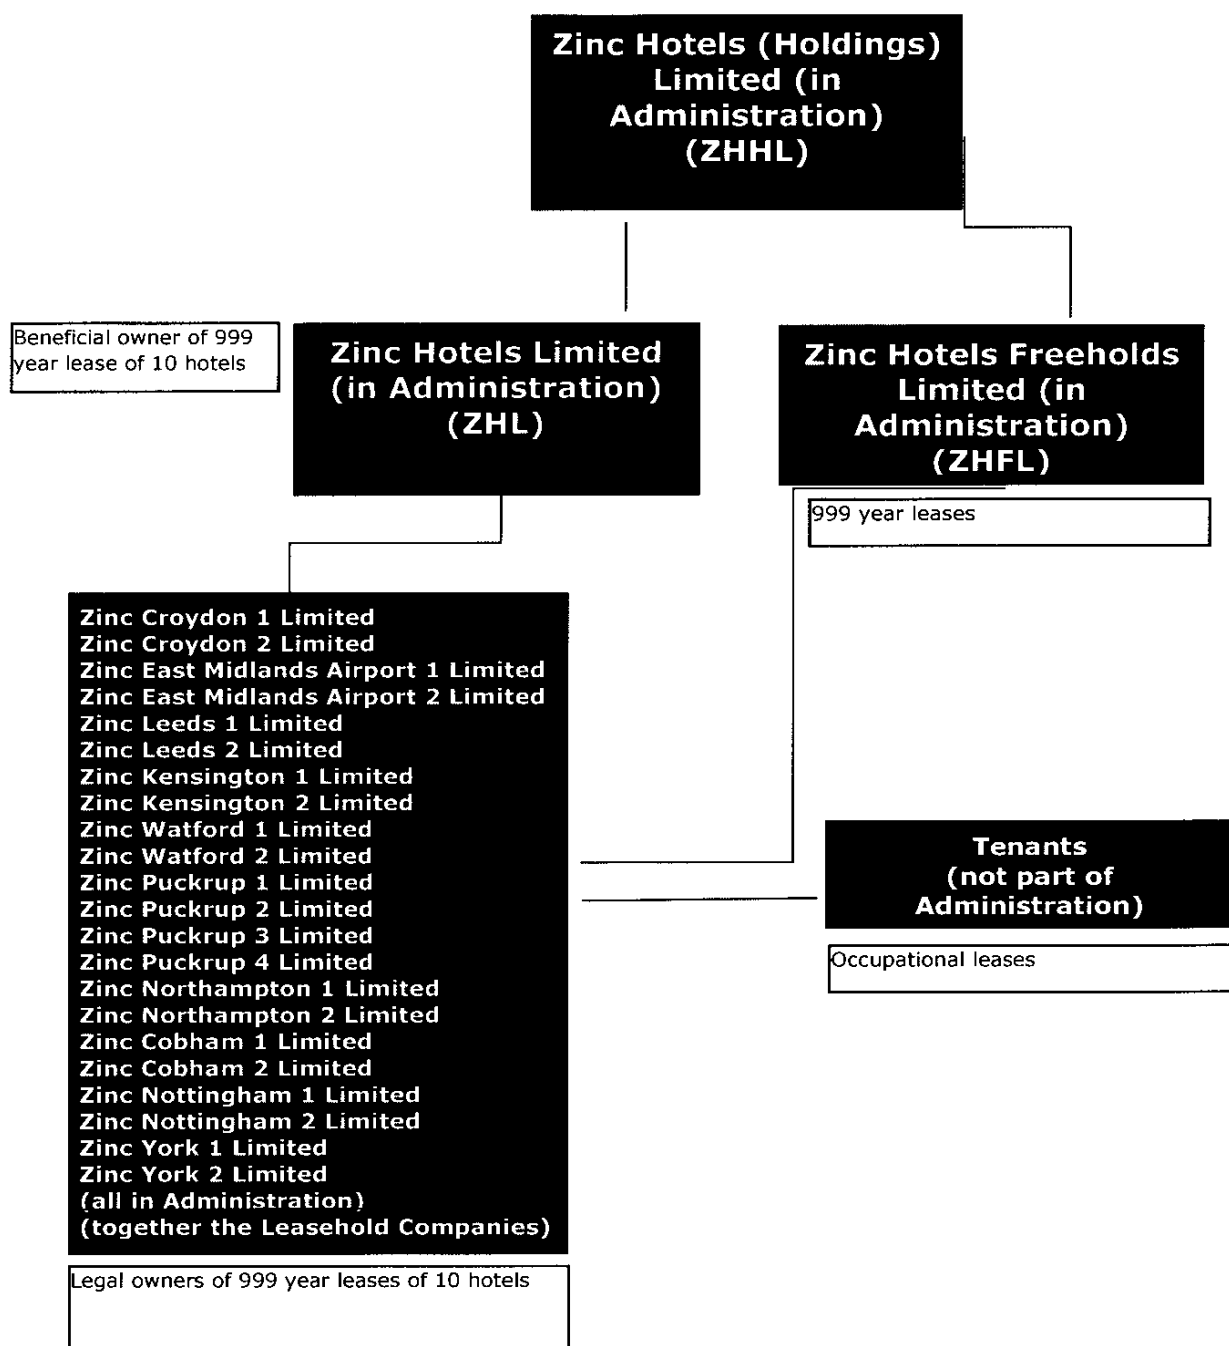 Zinc Hotels (Holdings)
Limited (in
Administration)
(ZHHL)
Beneficial owner of 999
year lease of 10 hotels
Zinc Hotels Limited
(in Administration)
(ZHL)
Zinc Hotels Freeholds
Limited (in
Administration)
(ZHFL)
999 year leases
Zinc Croydon 1 Limited
Zinc Croydon 2 Limited
Zinc East Midlands Airport 1 Limited
Zinc East Midlands Airport 2 Limited
Zinc Leeds 1 Limited
Zinc Leeds 2 Limited
Zinc Kensington 1 Limited
Zinc Kensington 2 Limited
Zinc Watford 1 Limited
Zinc Watford 2 Limited
Zinc Puckrup 1 Limited
Zinc Puckrup 2 Limited
Zinc Puckrup 3 Limited
Zinc Puckrup 4 Limited
Zinc Northampton 1 Limited
Zinc Northampton 2 Limited
Zinc Cobham 1 Limited
Zinc Cobham 2 Limited
Zinc Nottingham 1 Limited
Zinc Nottingham 2 Limited
Zinc York 1 Limited
Zinc York 2 Limited
(all in Administration)
(together the Leasehold Companies)
Tenants
(not part of
Administration)
Occupational leases
Legal owners of 999 year leases of 10 hotels